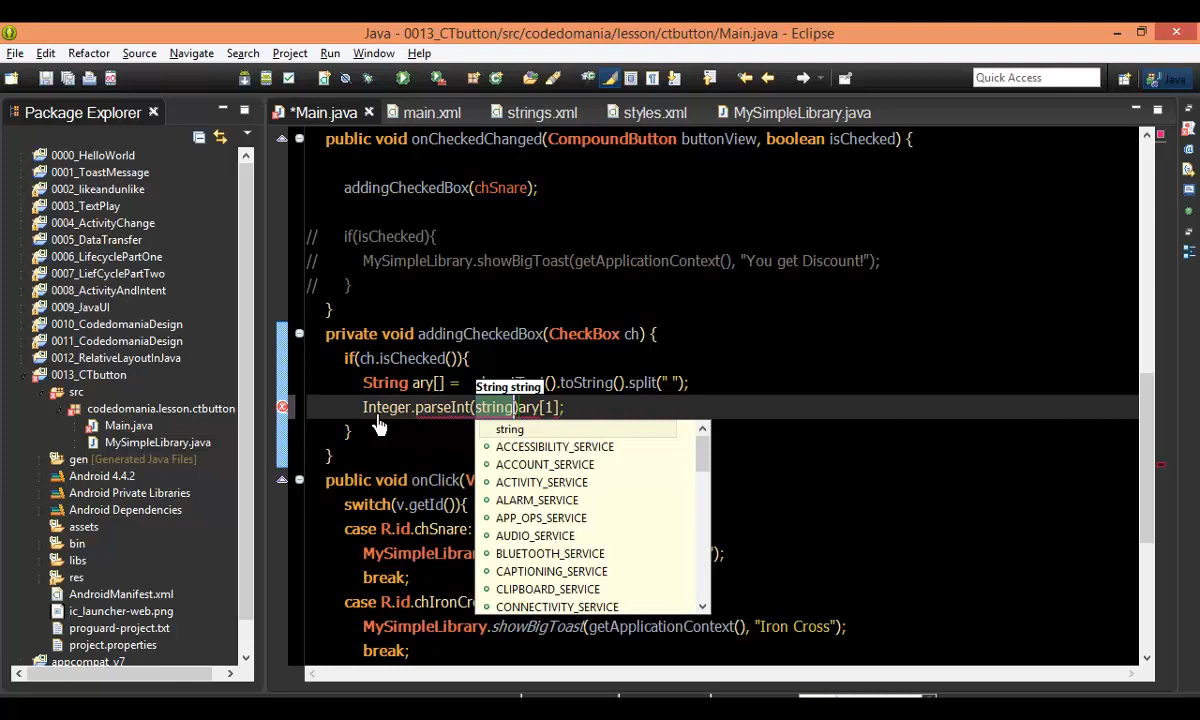 Java - 0013_CTbutton/src/codedomania/lesson/ctbutton/Main.java - Eclipse
File Edit Refactor Source Navigate Search Project Run Window Help
Quick Access
Java
Package Explorer
*Main.java main.xml strings.xml styles.xml MySimpleLibrary.java
0000_HelloWorld
0001_ToastMessage
0002_likeandunlike
0003_TextPlay
0004_ActivityChange
0005_DataTransfer
0006_LifecyclePartOne
0007_LiefCyclePartTwo
0008_ActivityAndIntent
0009_JavaUI
0010_CodedomaniaDesign
0011_CodedomaniaDesign
0012_RelativeLayoutInJava
0013_CTbutton
src
codedomania.lesson.ctbutton
Main.java
MySimpleLibrary.java
gen [Generated Java Files]
Android 4.4.2
Android Private Libraries
Android Dependencies
assets
bin
libs
res
AndroidManifest.xml
ic_launcher-web.png
proguard-project.txt
project.properties
appcompat_v7
public void onCheckedChanged(CompoundButton buttonView, boolean isChecked) {
addingCheckedBox(chSnare);
// if(isChecked){
// MySimpleLibrary.showBigToast(getApplicationContext(), "You get Discount!");
// }
}
private void addingCheckedBox(CheckBox ch) {
if(ch.isChecked()){
String ary[] = ().toString().split(" ");
String string
Integer.parseInt(string)ary[1];
}
}
public void onClick(
switch(v.getId()){
case R.id.chSnare:
");
break;
case R.id.chIronCr
MySimpleLibrary.showBigToast(getApplicationContext(), "Iron Cross");
break;
string
ACCESSIBILITY_SERVICE
ACCOUNT_SERVICE
ACTIVITY_SERVICE
ALARM_SERVICE
APP_OPS_SERVICE
AUDIO_SERVICE
BLUETOOTH_SERVICE
CAPTIONING_SERVICE
CLIPBOARD_SERVICE
CONNECTIVITY_SERVICE